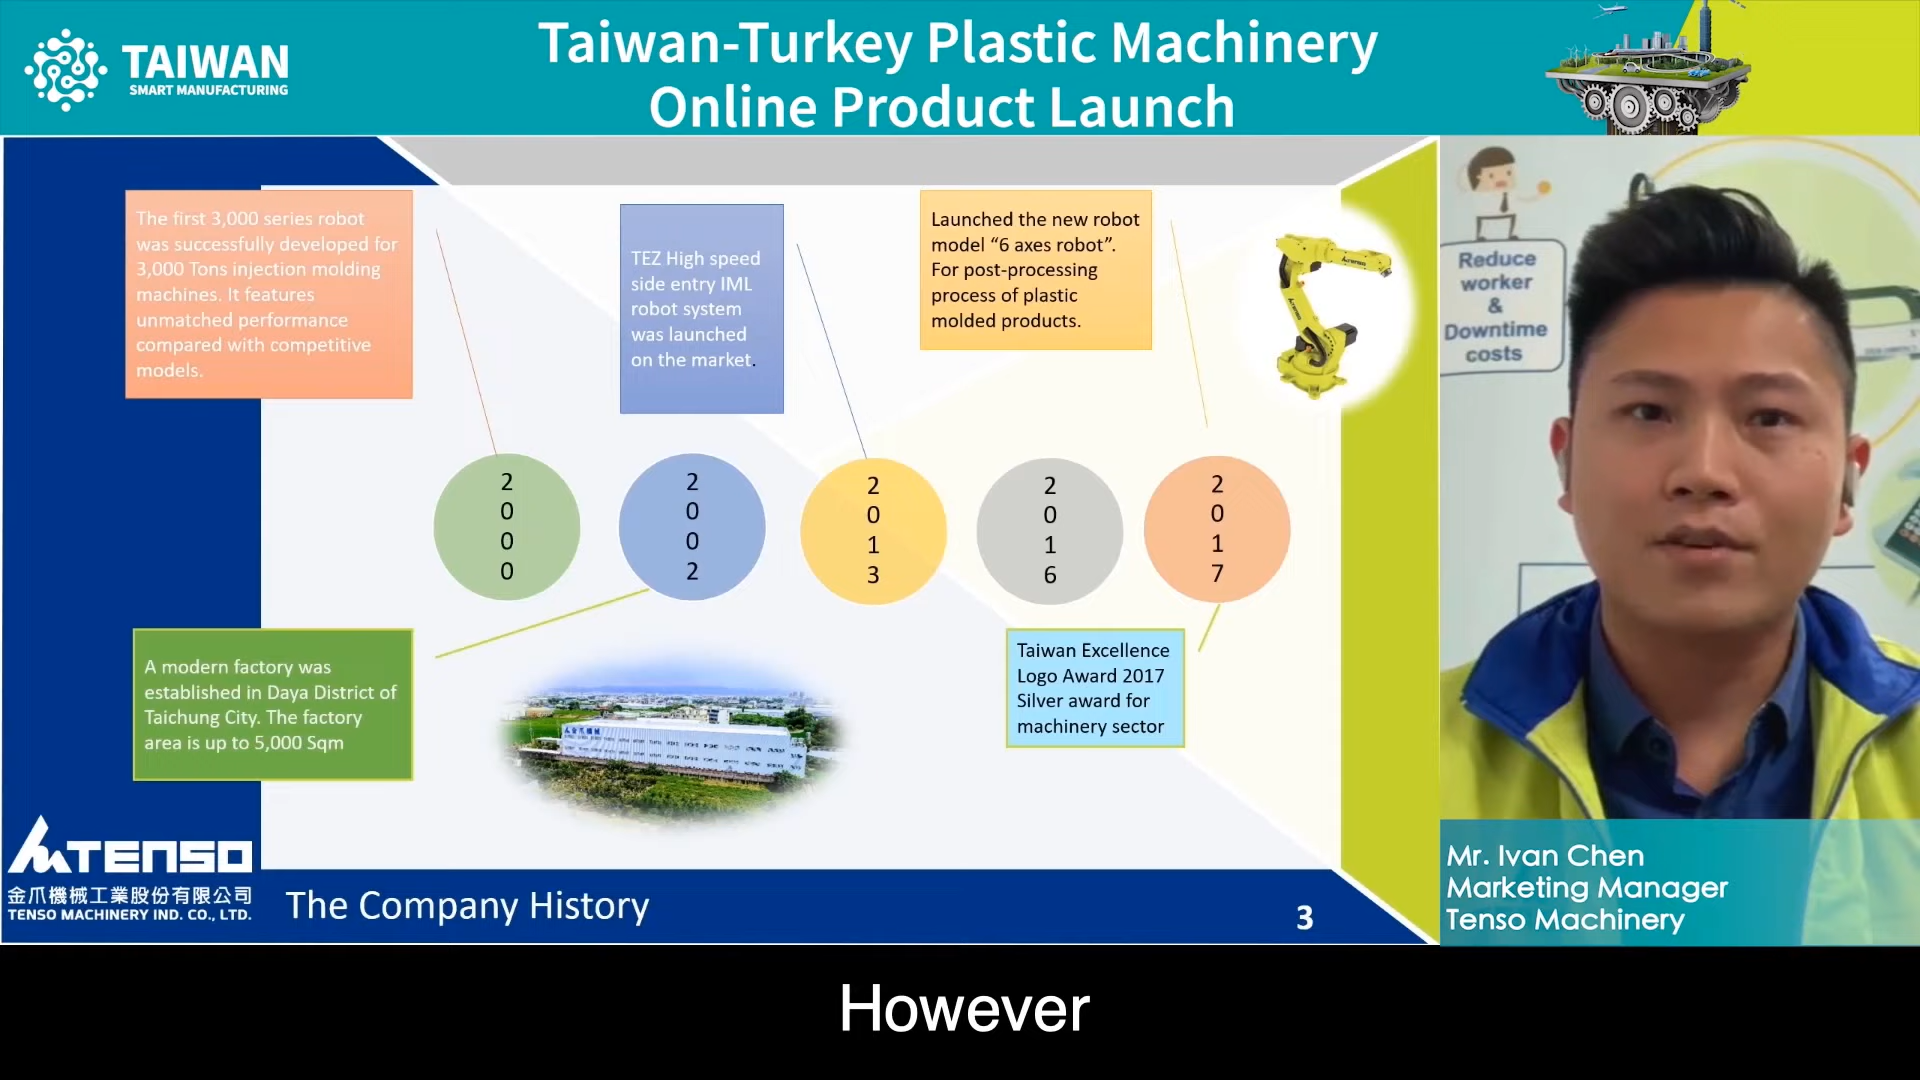 TAIWAN
SMART MANUFACTURING
Taiwan-Turkey Plastic Machinery
Online Product Launch
The first 3,000 series robot
was successfully developed for
3,000 Tons injection molding
machines. It features
unmatched performance
compared with competitive
models.
TEZ High speed
side entry IML
robot system
was launched
on the market.
Launched the new robot
model “6 axes robot”.
For post-processing
process of plastic
molded products.
2
0
0
0
2
0
0
2
2
0
1
3
2
0
1
6
2
0
1
7
A modern factory was
established in Daya District of
Taichung City. The factory
area is up to 5,000 Sqm
Taiwan Excellence
Logo Award 2017
Silver award for
machinery sector
TENSO
金爪機械工業股份有限公司
TENSO MACHINERY IND. CO., LTD.
The Company History
3
Reduce
worker
&
Downtime
costs
Mr. Ivan Chen
Marketing Manager
Tenso Machinery
However